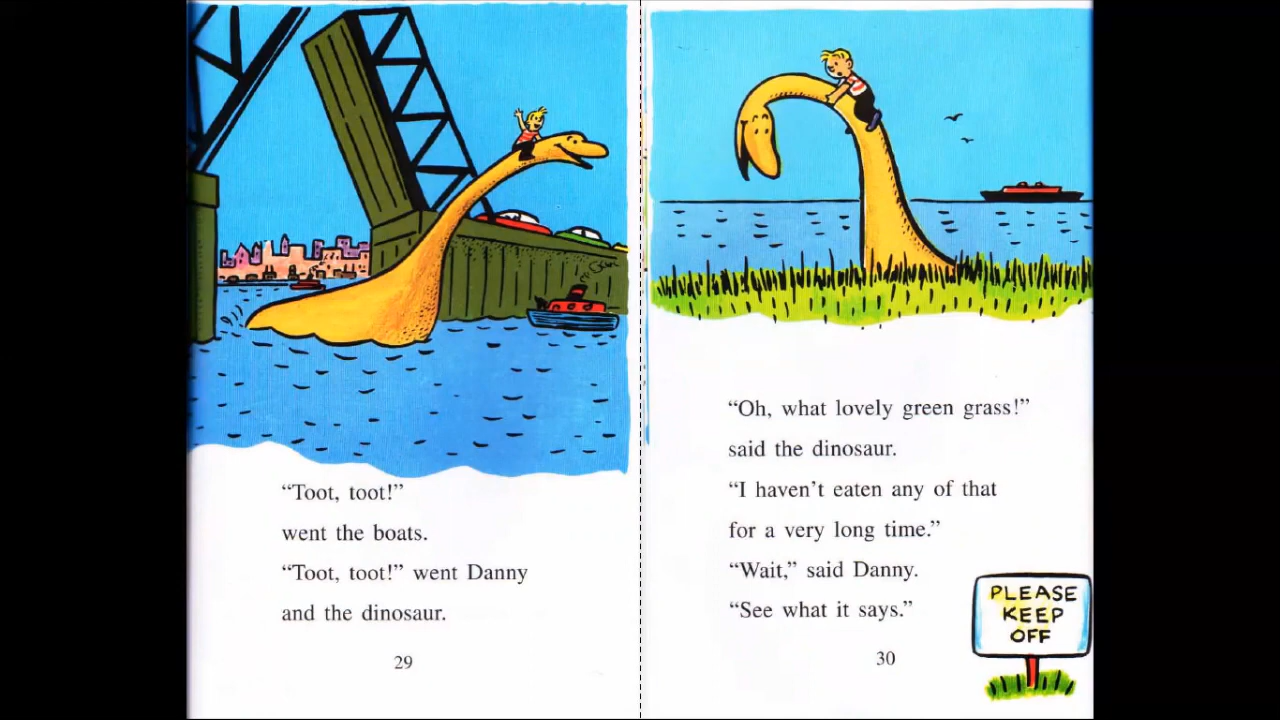 “Toot, toot!”
went the boats.
“Toot, toot!” went Danny
and the dinosaur.
29
“Oh, what lovely green grass!”
said the dinosaur.
“I haven’t eaten any of that
for a very long time.”
“Wait,” said Danny.
“See what it says.”
30
PLEASE
KEEP
OFF